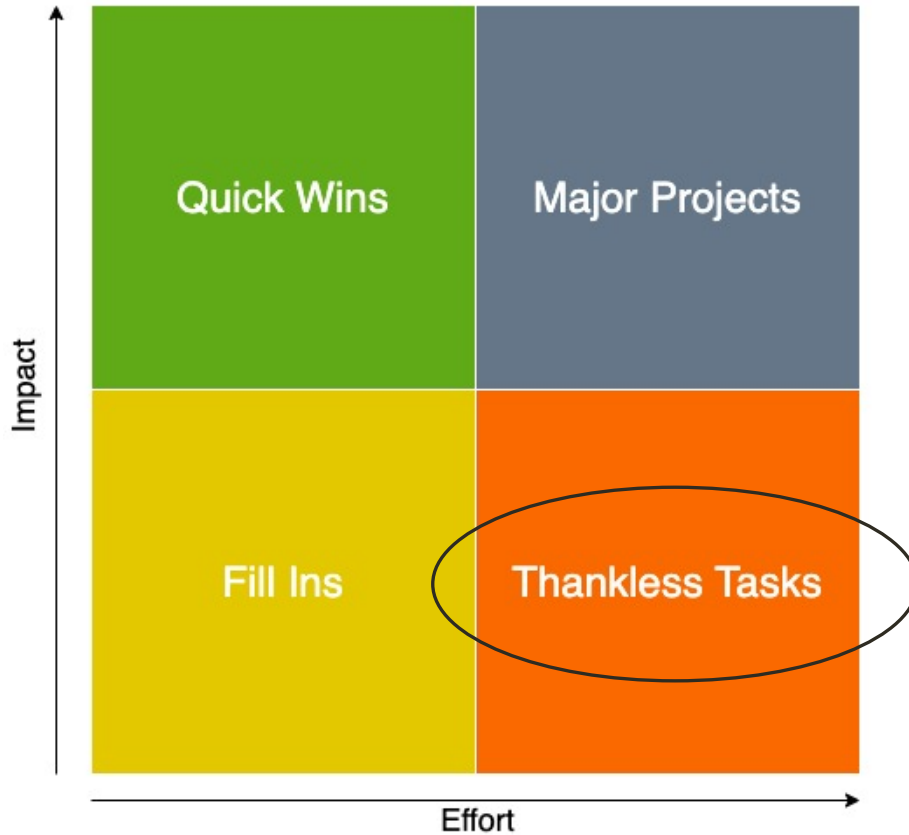 Quick Wins
Major Projects
Impact
Fill Ins
Thankless Tasks
Effort